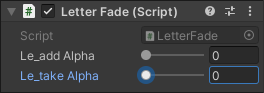 Letter Fade (Script)
Script LetterFade
Le_add Alpha 0
Le_take Alpha 0